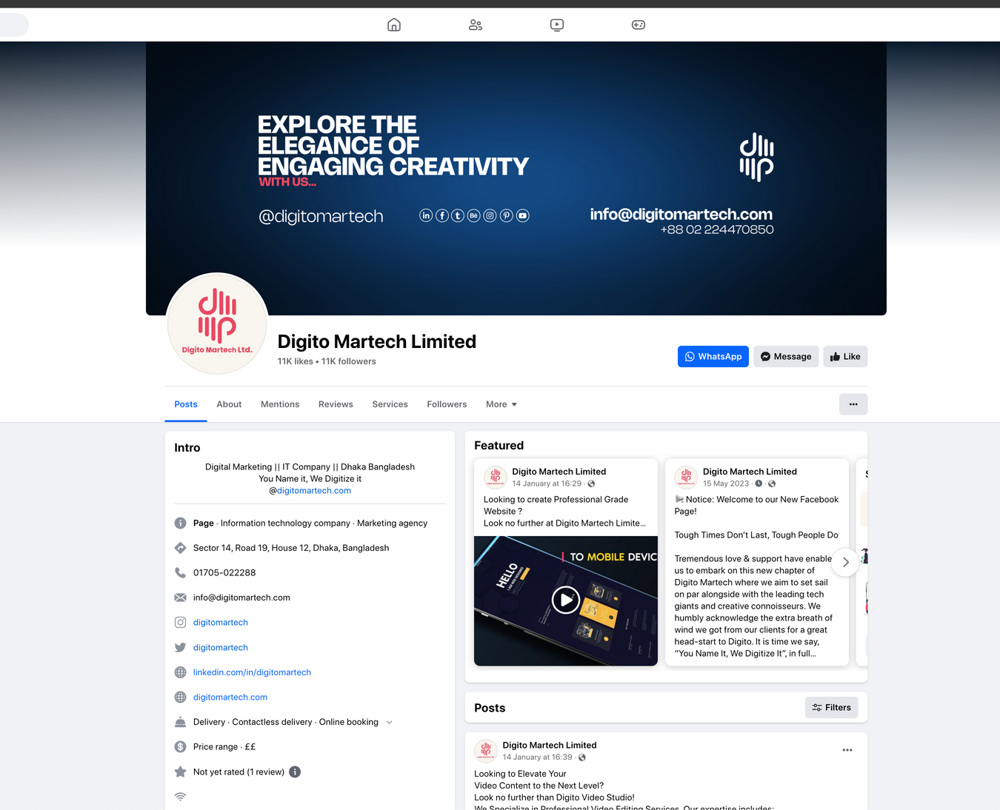 EXPLORE THE
ELEGANCE OF
ENGAGING CREATIVITY
WITH US...
@digitomartech
info@digitomartech.com
+88 02 224470850
Digito Martech Ltd.
Digito Martech Limited
11K likes • 11K followers
WhatsApp
Message
Like
Posts
About
Mentions
Reviews
Services
Followers
More
Intro
Digital Marketing || IT Company || Dhaka Bangladesh
You Name it, We Digitize it
@digitomartech.com
Page · Information technology company · Marketing agency
Sector 14, Road 19, House 12, Dhaka, Bangladesh
01705-022288
info@digitomartech.com
digitomartech
digitomartech
linkedin.com/in/digitomartech
digitomartech.com
Delivery · Contactless delivery · Online booking
Price range · ££
Not yet rated (1 review)
Featured
Digito Martech Limited
14 January at 16:29
Looking to create Professional Grade
Website ?
Look no further at Digito Martech Limite...
TO MOBILE DEVIC
HELLO
Digito Martech Limited
15 May 2023
Notice: Welcome to our New Facebook
Page!
Tough Times Don't Last, Tough People Do
Tremendous love & support have enable
us to embark on this new chapter of
Digito Martech where we aim to set sail
on par alongside with the leading tech
giants and creative connoisseurs. We
humbly acknowledge the extra breath of
wind we got from our clients for a great
head-start to Digito. It is time we say,
“You Name It, We Digitize It”, in full...
Posts
Filters
Digito Martech Limited
14 January at 16:39
Looking to Elevate Your
Video Content to the Next Level?
Look no further than Digito Video Studio!
We Specialize in Professional Video Editing Services. Our expertise includes: